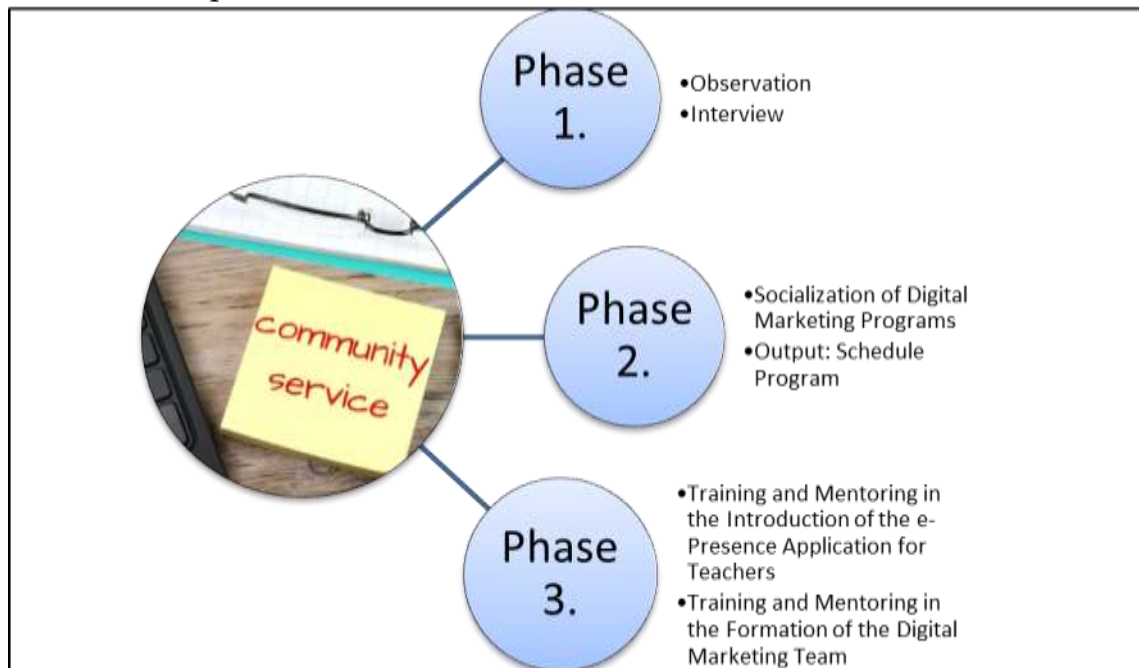 community
service
Phase
1.
•Observation
•Interview
Phase
2.
•Socialization of Digital
Marketing Programs
•Output: Schedule
Program
Phase
3.
•Training and Mentoring in
the Introduction of the e-
Presence Application for
Teachers
•Training and Mentoring in
the Formation of the Digital
Marketing Team